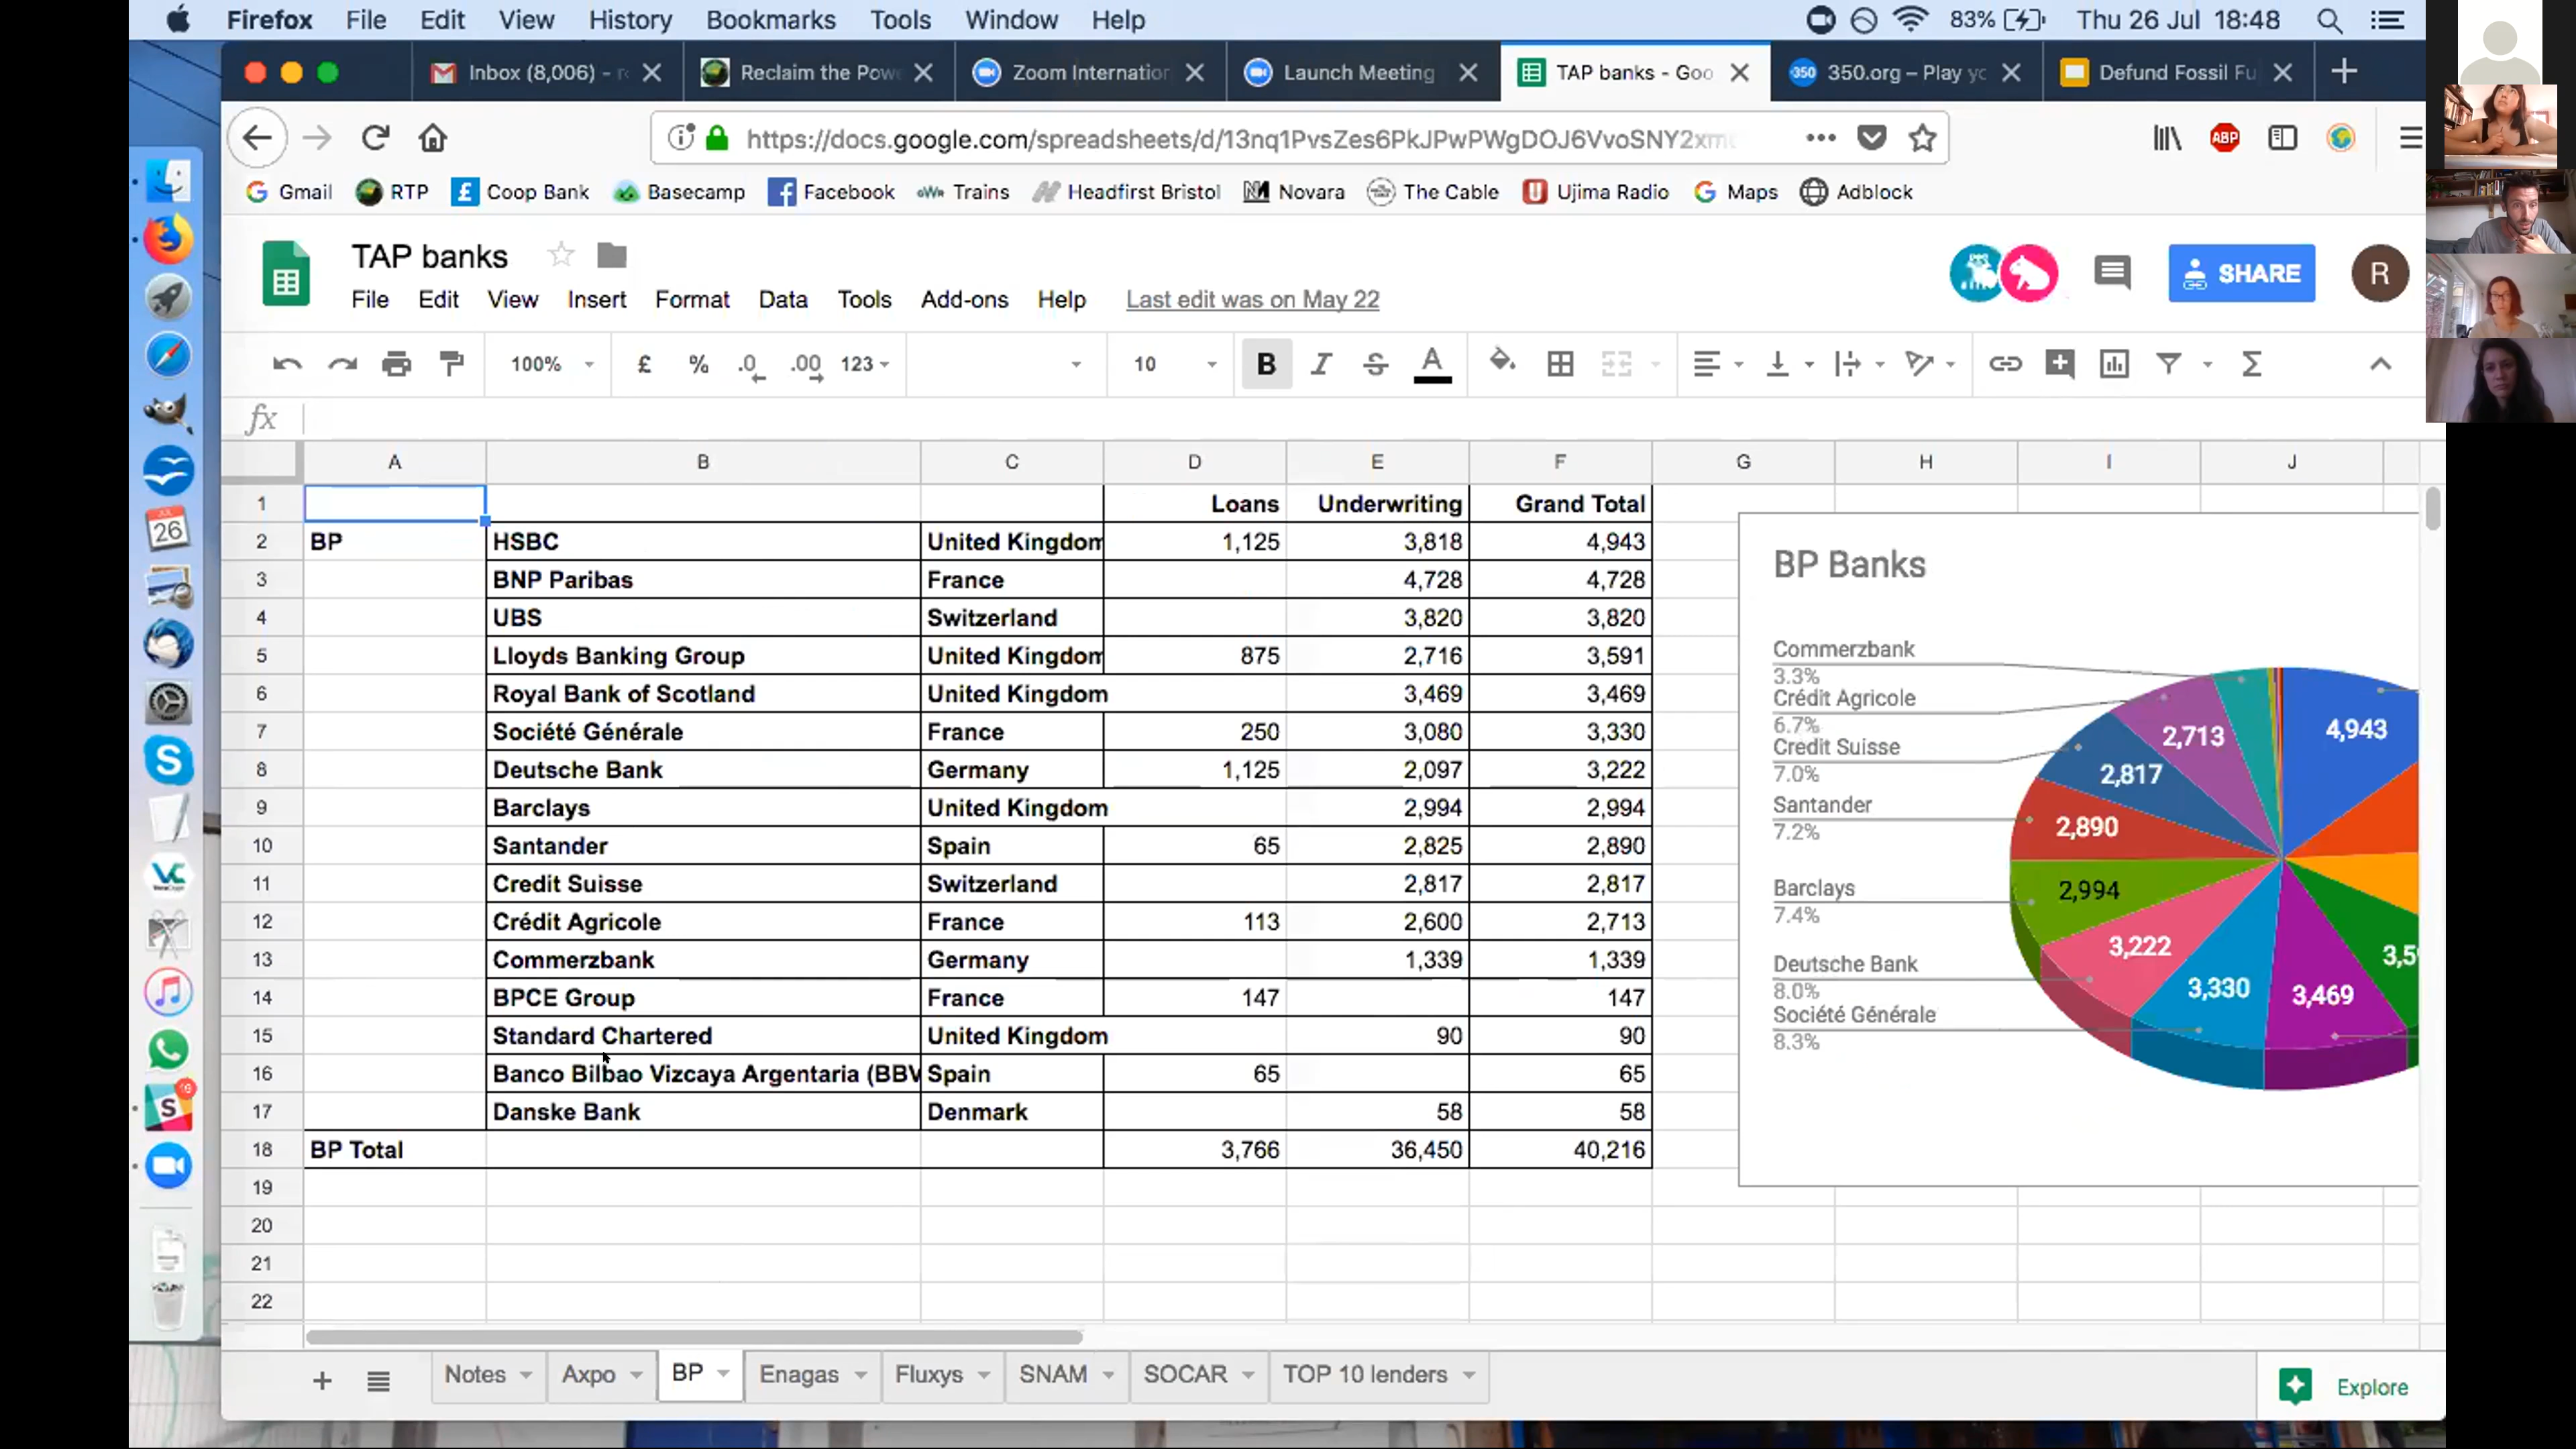 Firefox File Edit View History Bookmarks Tools Window Help 83% Thu 26 Jul 18:48
Inbox (8,006) - Reclaim the Pow Zoom Internation Launch Meeting TAP banks - Goo 350.org – Play yo Defund Fossil Fu
https://docs.google.com/spreadsheets/d/13nq1PvsZes6PkJPwPWgDOJ6VvoSNY2x ABP
Gmail RTP Coop Bank Basecamp Facebook GWR Trains Headfirst Bristol Novara The Cable Ujima Radio Maps Adblock
TAP banks
SHARE R
File Edit View Insert Format Data Tools Add-ons Help Last edit was on May 22
100% £ % .0 .00 123 10 B I S A
fx
A B C D E F G H I J
1 Loans Underwriting Grand Total
2 BP HSBC United Kingdom 1,125 3,818 4,943
3 BNP Paribas France 4,728 4,728
4 UBS Switzerland 3,820 3,820
5 Lloyds Banking Group United Kingdom 875 2,716 3,591
6 Royal Bank of Scotland United Kingdom 3,469 3,469
7 Société Générale France 250 3,080 3,330
8 Deutsche Bank Germany 1,125 2,097 3,222
9 Barclays United Kingdom 2,994 2,994
10 Santander Spain 65 2,825 2,890
11 Credit Suisse Switzerland 2,817 2,817
12 Crédit Agricole France 113 2,600 2,713
13 Commerzbank Germany 1,339 1,339
14 BPCE Group France 147 147
15 Standard Chartered United Kingdom 90 90
16 Banco Bilbao Vizcaya Argentaria (BBV Spain 65 65
17 Danske Bank Denmark 58 58
18 BP Total 3,766 36,450 40,216
19
20
21
22
BP Banks
Commerzbank
3.3%
Crédit Agricole
6.7%
Credit Suisse
7.0%
Santander
7.2%
Barclays
7.4%
Deutsche Bank
8.0%
Société Générale
8.3%
4,943
2,713
2,817
2,890
2,994
3,222
3,330
3,469
3,5
JUL
26
S
VC
S 19
+ Notes Axpo BP Enagas Fluxys SNAM SOCAR TOP 10 lenders Explore